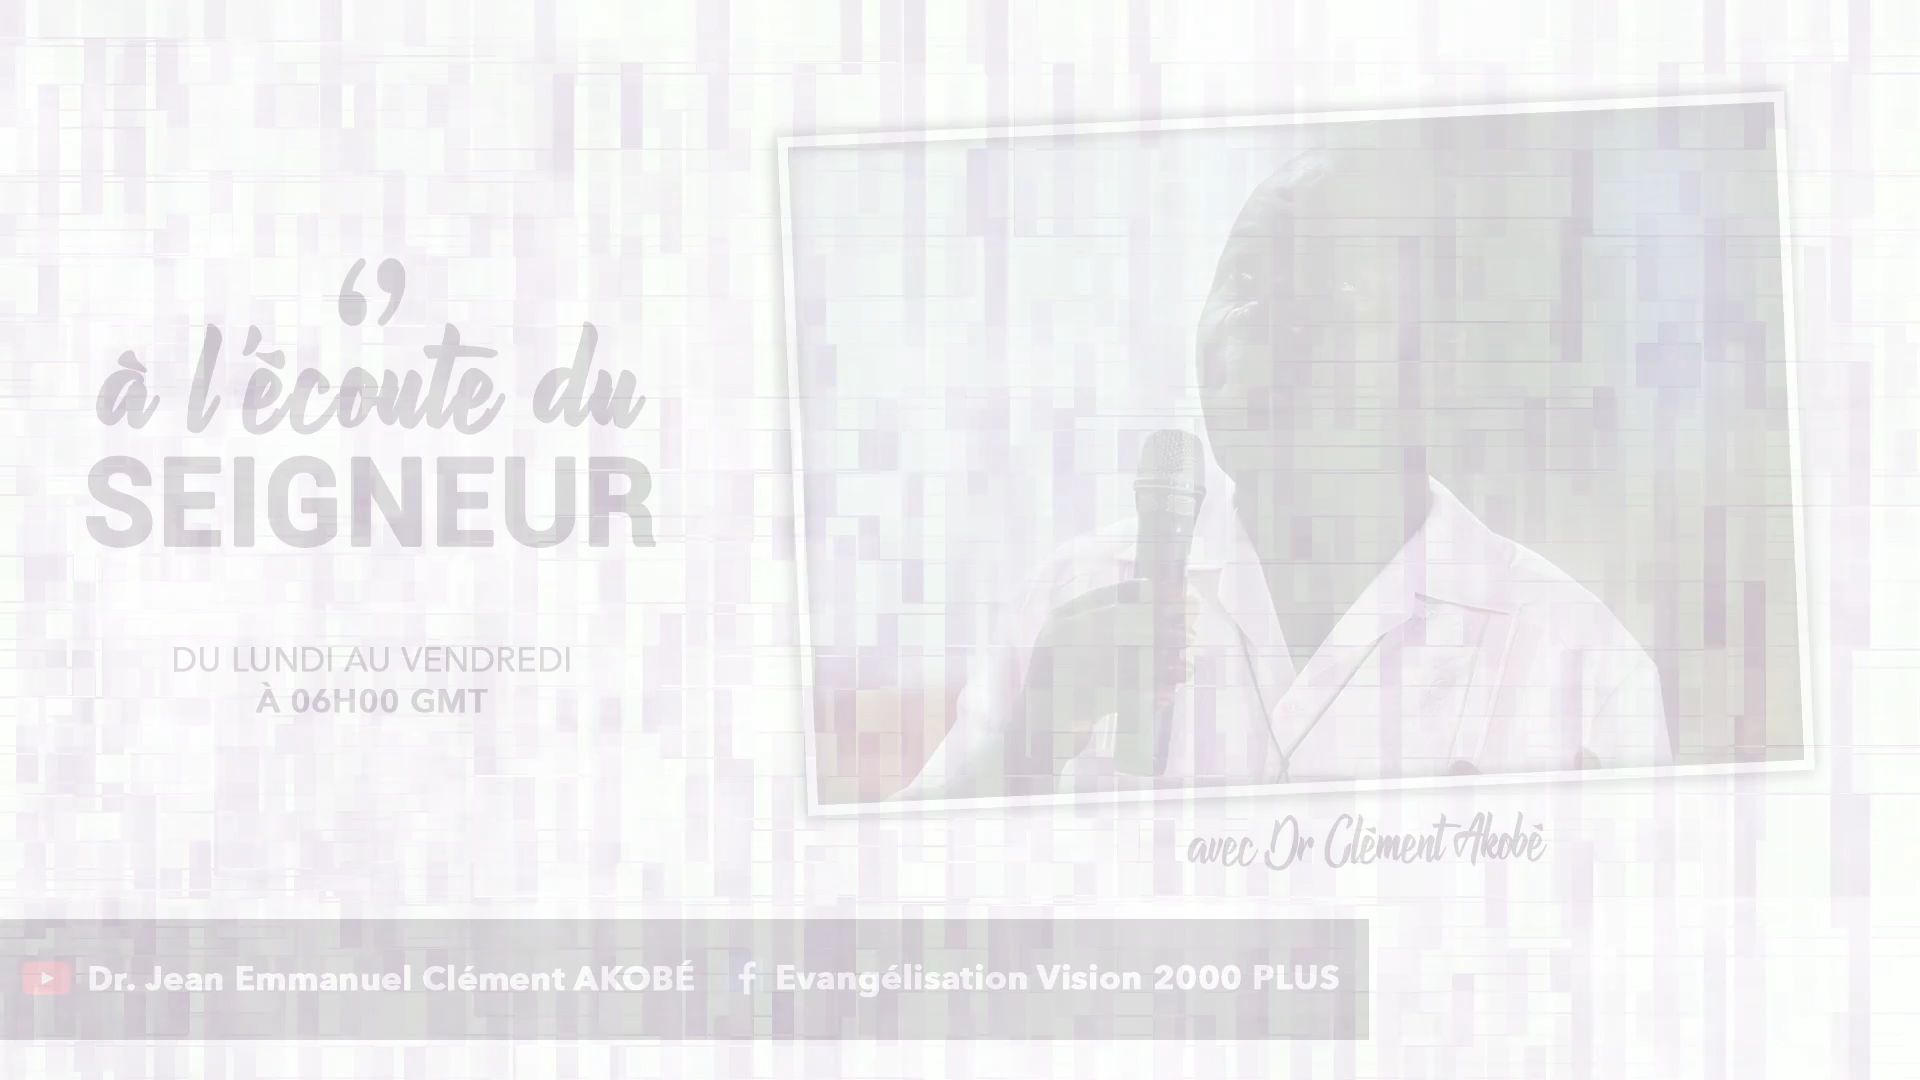 à l'écoute du
SEIGNEUR
DU LUNDI AU VENDREDI
À 06H00 GMT
avec Dr Clément Akobé
Dr. Jean Emmanuel Clément AKOBÉ
f Evangélisation Vision 2000 PLUS